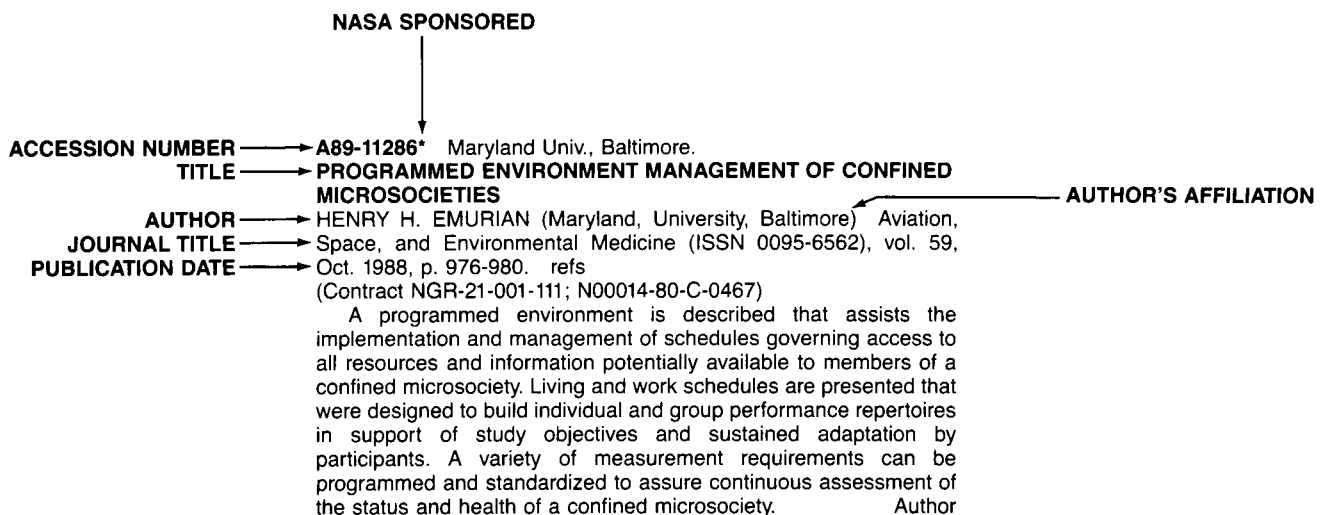 NASA SPONSORED
ACCESSION NUMBER A89-11286* Maryland Univ., Baltimore.
TITLE PROGRAMMED ENVIRONMENT MANAGEMENT OF CONFINED
MICROSOCIETIES AUTHOR'S AFFILIATION
AUTHOR HENRY H. EMURIAN (Maryland, University, Baltimore) Aviation,
JOURNAL TITLE Space, and Environmental Medicine (ISSN 0095-6562), vol. 59,
PUBLICATION DATE Oct. 1988, p. 976-980. refs
(Contract NGR-21-001-111; N00014-80-C-0467)
A programmed environment is described that assists the
implementation and management of schedules governing access to
all resources and information potentially available to members of a
confined microsociety. Living and work schedules are presented that
were designed to build individual and group performance repertoires
in support of study objectives and sustained adaptation by
participants. A variety of measurement requirements can be
programmed and standardized to assure continuous assessment of
the status and health of a confined microsociety. Author